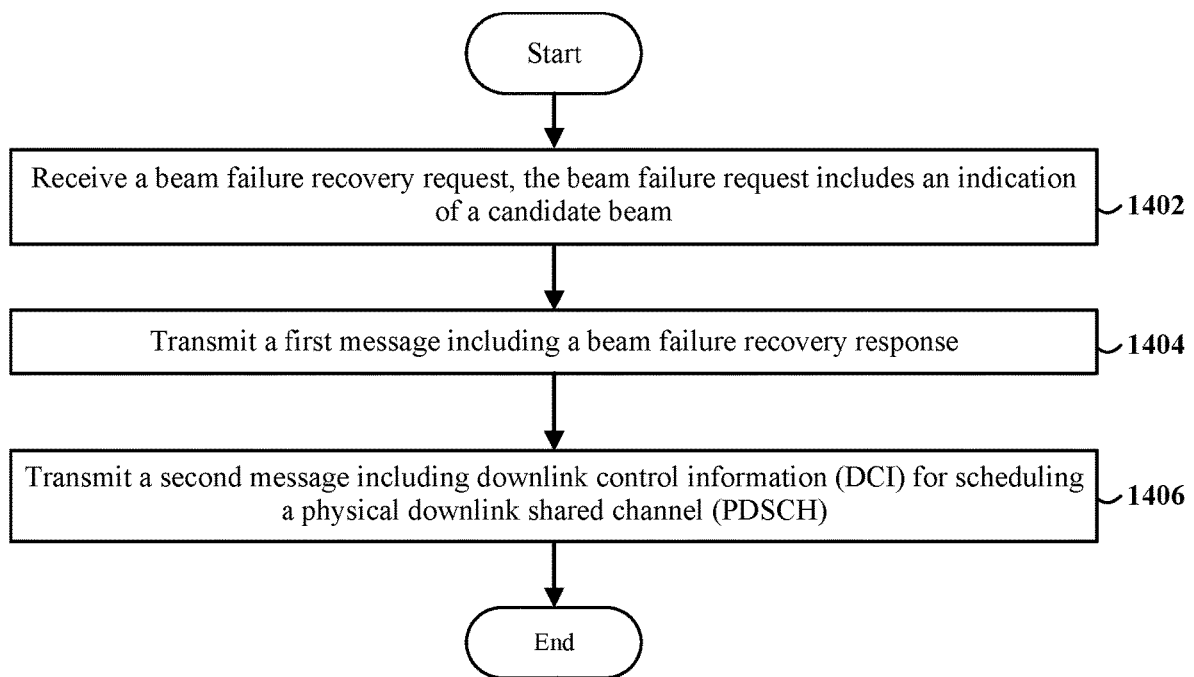 Start
Receive a beam failure recovery request, the beam failure request includes an indication
of a candidate beam
1402
Transmit a first message including a beam failure recovery response
1404
Transmit a second message including downlink control information (DCI) for scheduling
a physical downlink shared channel (PDSCH)
1406
End